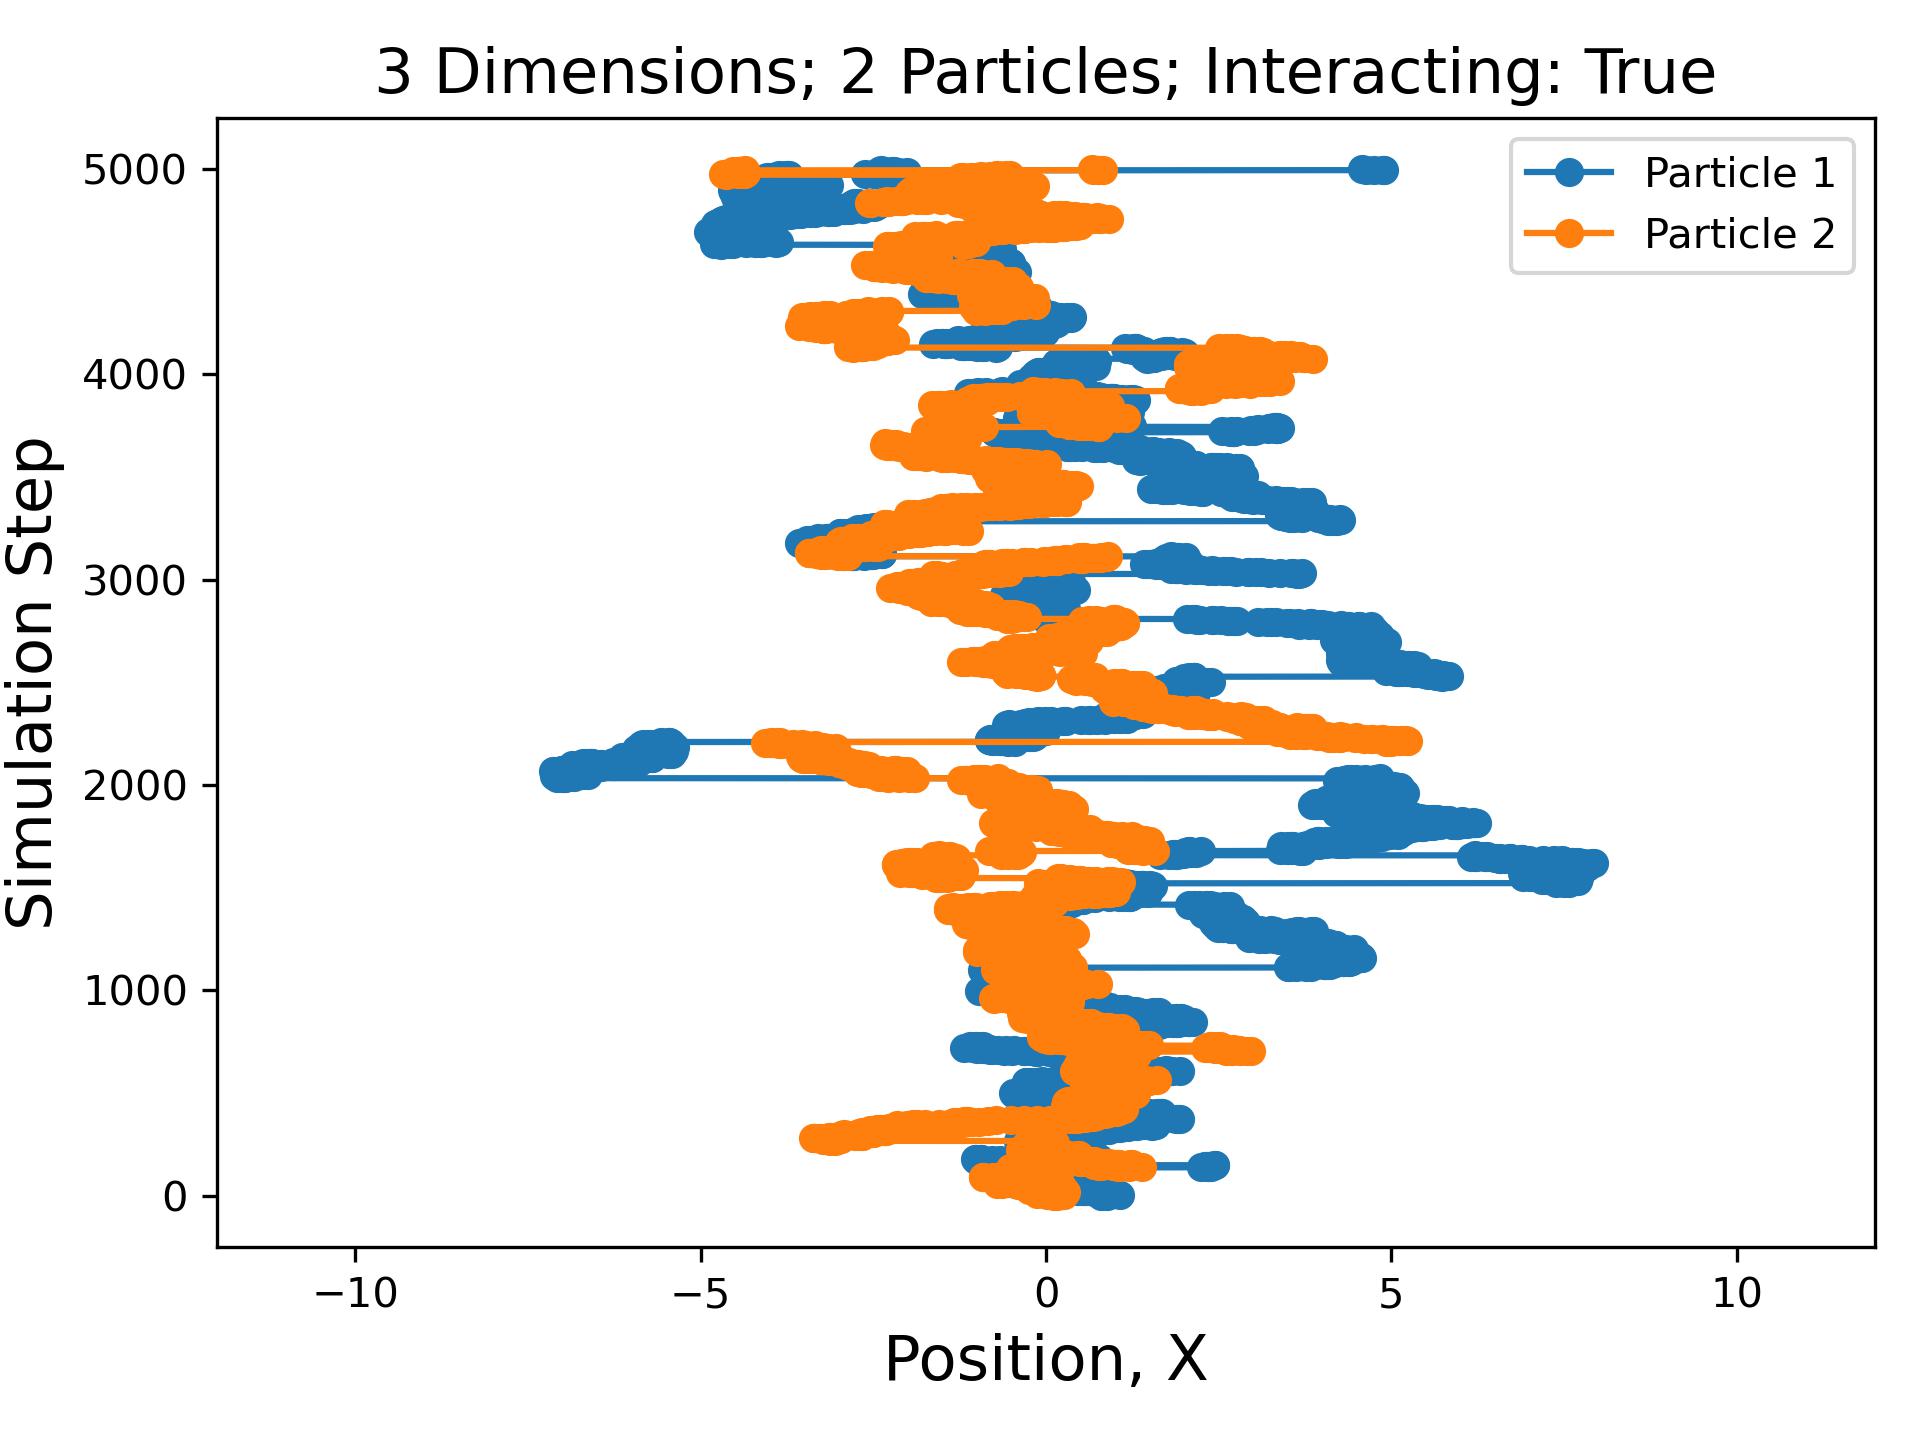 3 Dimensions; 2 Particles; Interacting: True
Particle 1
Particle 2
Simulation Step
5000
4000
3000
2000
1000
0
−10
−5
0
5
10
Position, X